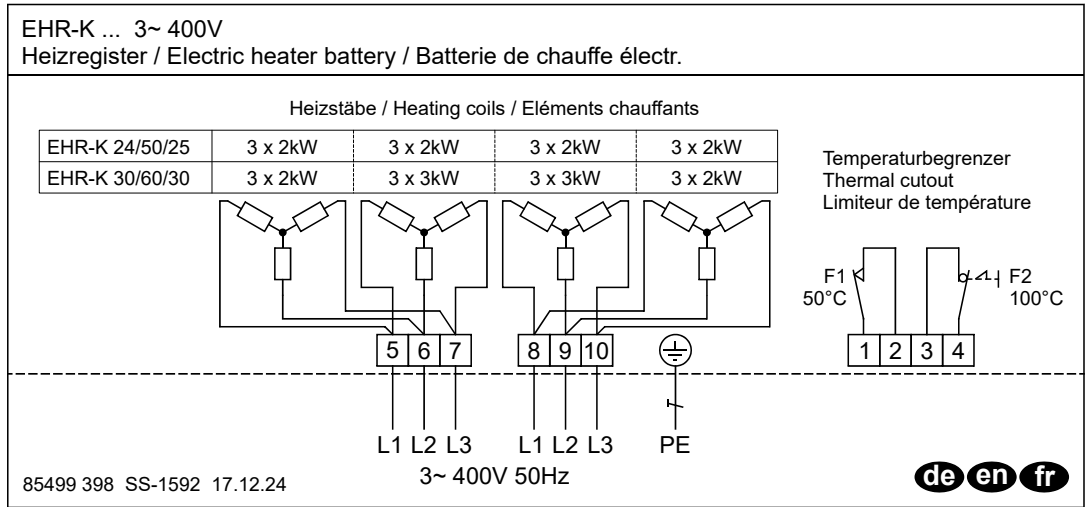 EHR-K ... 3~ 400V
Heizregister / Electric heater battery / Batterie de chauffe électr.
Heizstäbe / Heating coils / Eléments chauffants
EHR-K 24/50/25 3 x 2kW 3 x 2kW 3 x 2kW 3 x 2kW
EHR-K 30/60/30 3 x 2kW 3 x 3kW 3 x 3kW 3 x 2kW
Temperaturbegrenzer
Thermal cutout
Limiteur de température
F1
50°C
F2
100°C
5 6 7 8 9 10 1 2 3 4
L1 L2 L3 L1 L2 L3 PE
3~ 400V 50Hz
85499 398 SS-1592 17.12.24
de en fr